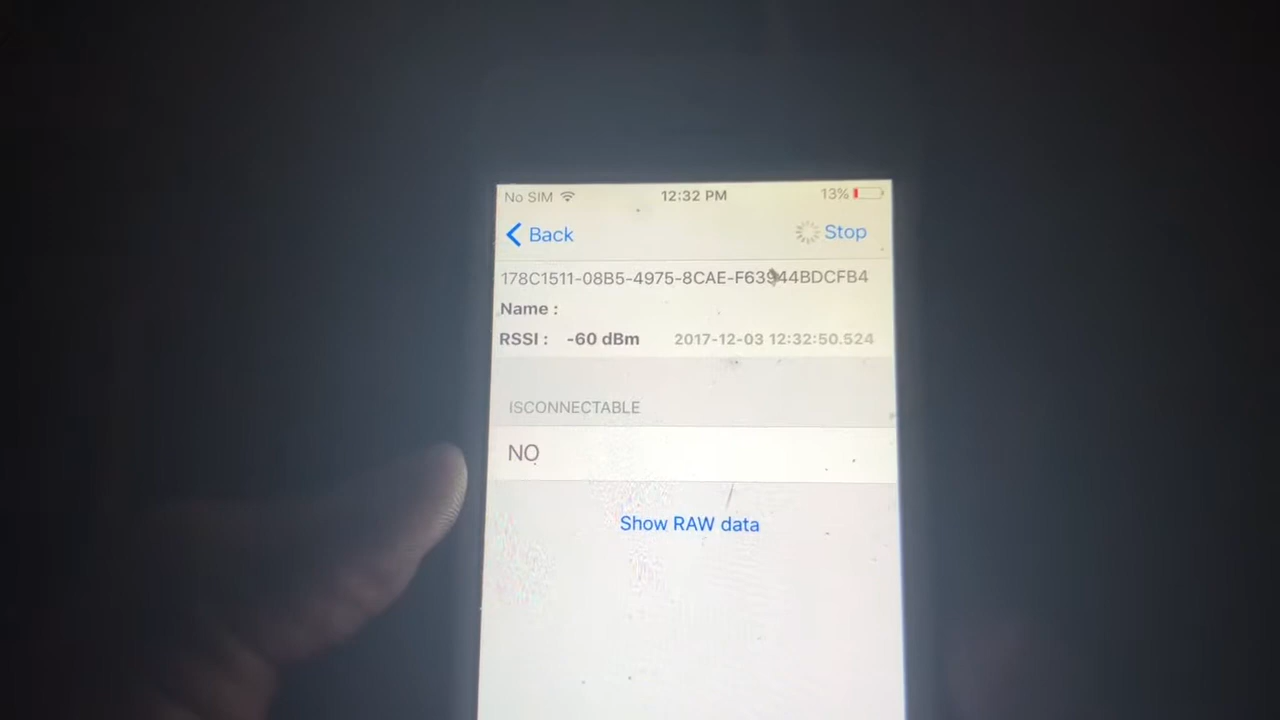 No SIM 12:32 PM 13%
Back Stop
178C1511-08B5-4975-8CAE-F63944BDCFB4
Name :
RSSI : -60 dBm 2017-12-03 12:32:50.524
ISCONNECTABLE
NO
Show RAW data